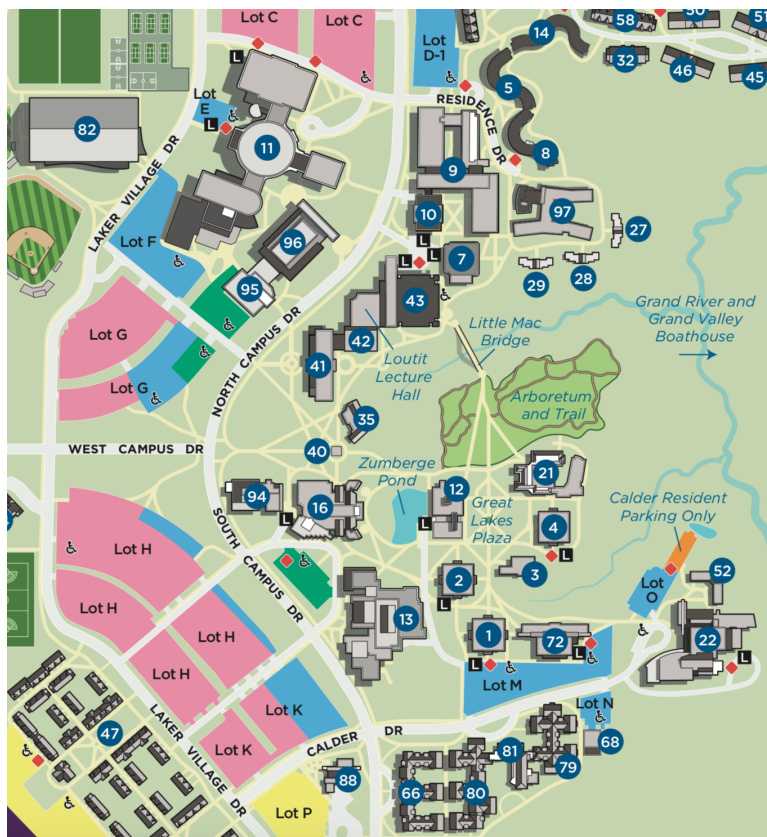 Lot C
Lot C
Lot
D-1
14
58
50
51
32
46
45
5
L
Lot
E
L
82
11
RESIDENCE DR
8
9
LAKER VILLAGE DR
10
97
27
96
Lot F
L
L
7
29
28
95
43
Grand River and
Grand Valley
Boathouse
Little Mac
Bridge
Lot G
NORTH CAMPUS DR
42
41
Loutit
Lecture
Hall
Lot G
Arboretum
and Trail
35
WEST CAMPUS DR
40
Zumberge
Pond
21
94
16
12
Great
Lakes
Plaza
Calder Resident
Parking Only
L
L
4
L
Lot H
SOUTH CAMPUS DR
3
Lot
O
52
2
L
Lot H
Lot H
13
1
72
22
L
L
L
Lot H
Lot M
Lot K
Lot N
47
LAKER VILLAGE DR
Lot K
CALDER DR
68
81
79
88
66
80
Lot P